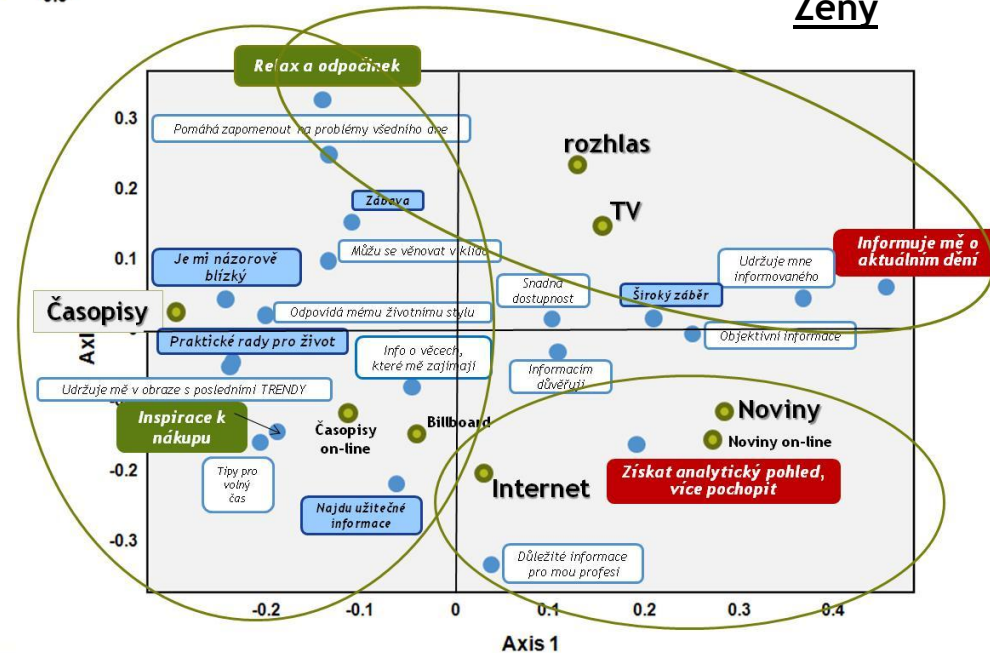 Ženy
Relax a odpočinek
0.3
Pomáhá zapomenout na problémy všedního dne
rozhlas
0.2
Zábava
TV
Můžu se věnovat v klidu
Informuje mě o
aktuálním dění
0.1
Je mi názorově
blízký
Udržuje mne
informovaného
Snadná
dostupnost
Široký záběr
Časopisy
Odpovídá mému životnímu stylu
Praktické rady pro život
Objektivní informace
Info o věcech,
které mě zajímají
Informacím
důvěřuji
Udržuje mě v obraze s posledními TRENDY
Inspirace k
nákupu
Časopisy
on-line
Billboard
Noviny
Noviny on-line
-0.2
Tipy pro
volný
čas
Internet
Získat analytický pohled,
více pochopit
Najdu užitečné
informace
-0.3
Důležité informace
pro mou profesi
-0.2
-0.1
0
0.1
0.2
0.3
0.4
Axis 1